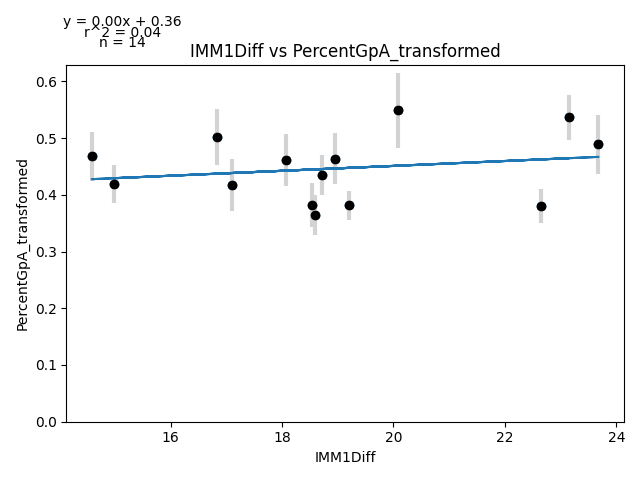 y = 0.00x + 0.36
r^2 = 0.04
n = 14
IMM1Diff vs PercentGpA_transformed
PercentGpA_transformed
0.6
0.5
0.4
0.3
0.2
0.1
0.0
16 18 20 22 24
IMM1Diff